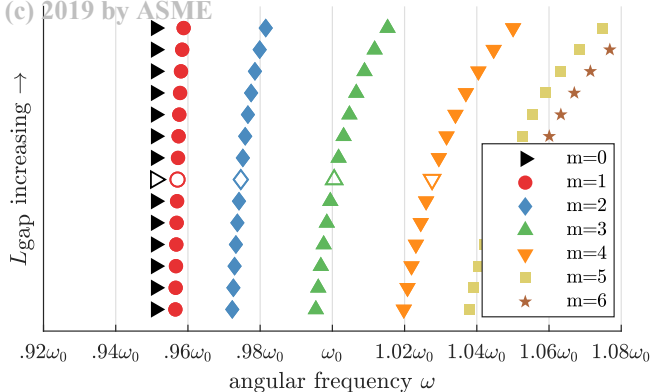 (c) 2019 by ASME
L_gap increasing →
m=0
m=1
m=2
m=3
m=4
m=5
m=6
.92ω₀ .94ω₀ .96ω₀ .98ω₀ ω₀ 1.02ω₀ 1.04ω₀ 1.06ω₀ 1.08ω₀
angular frequency ω